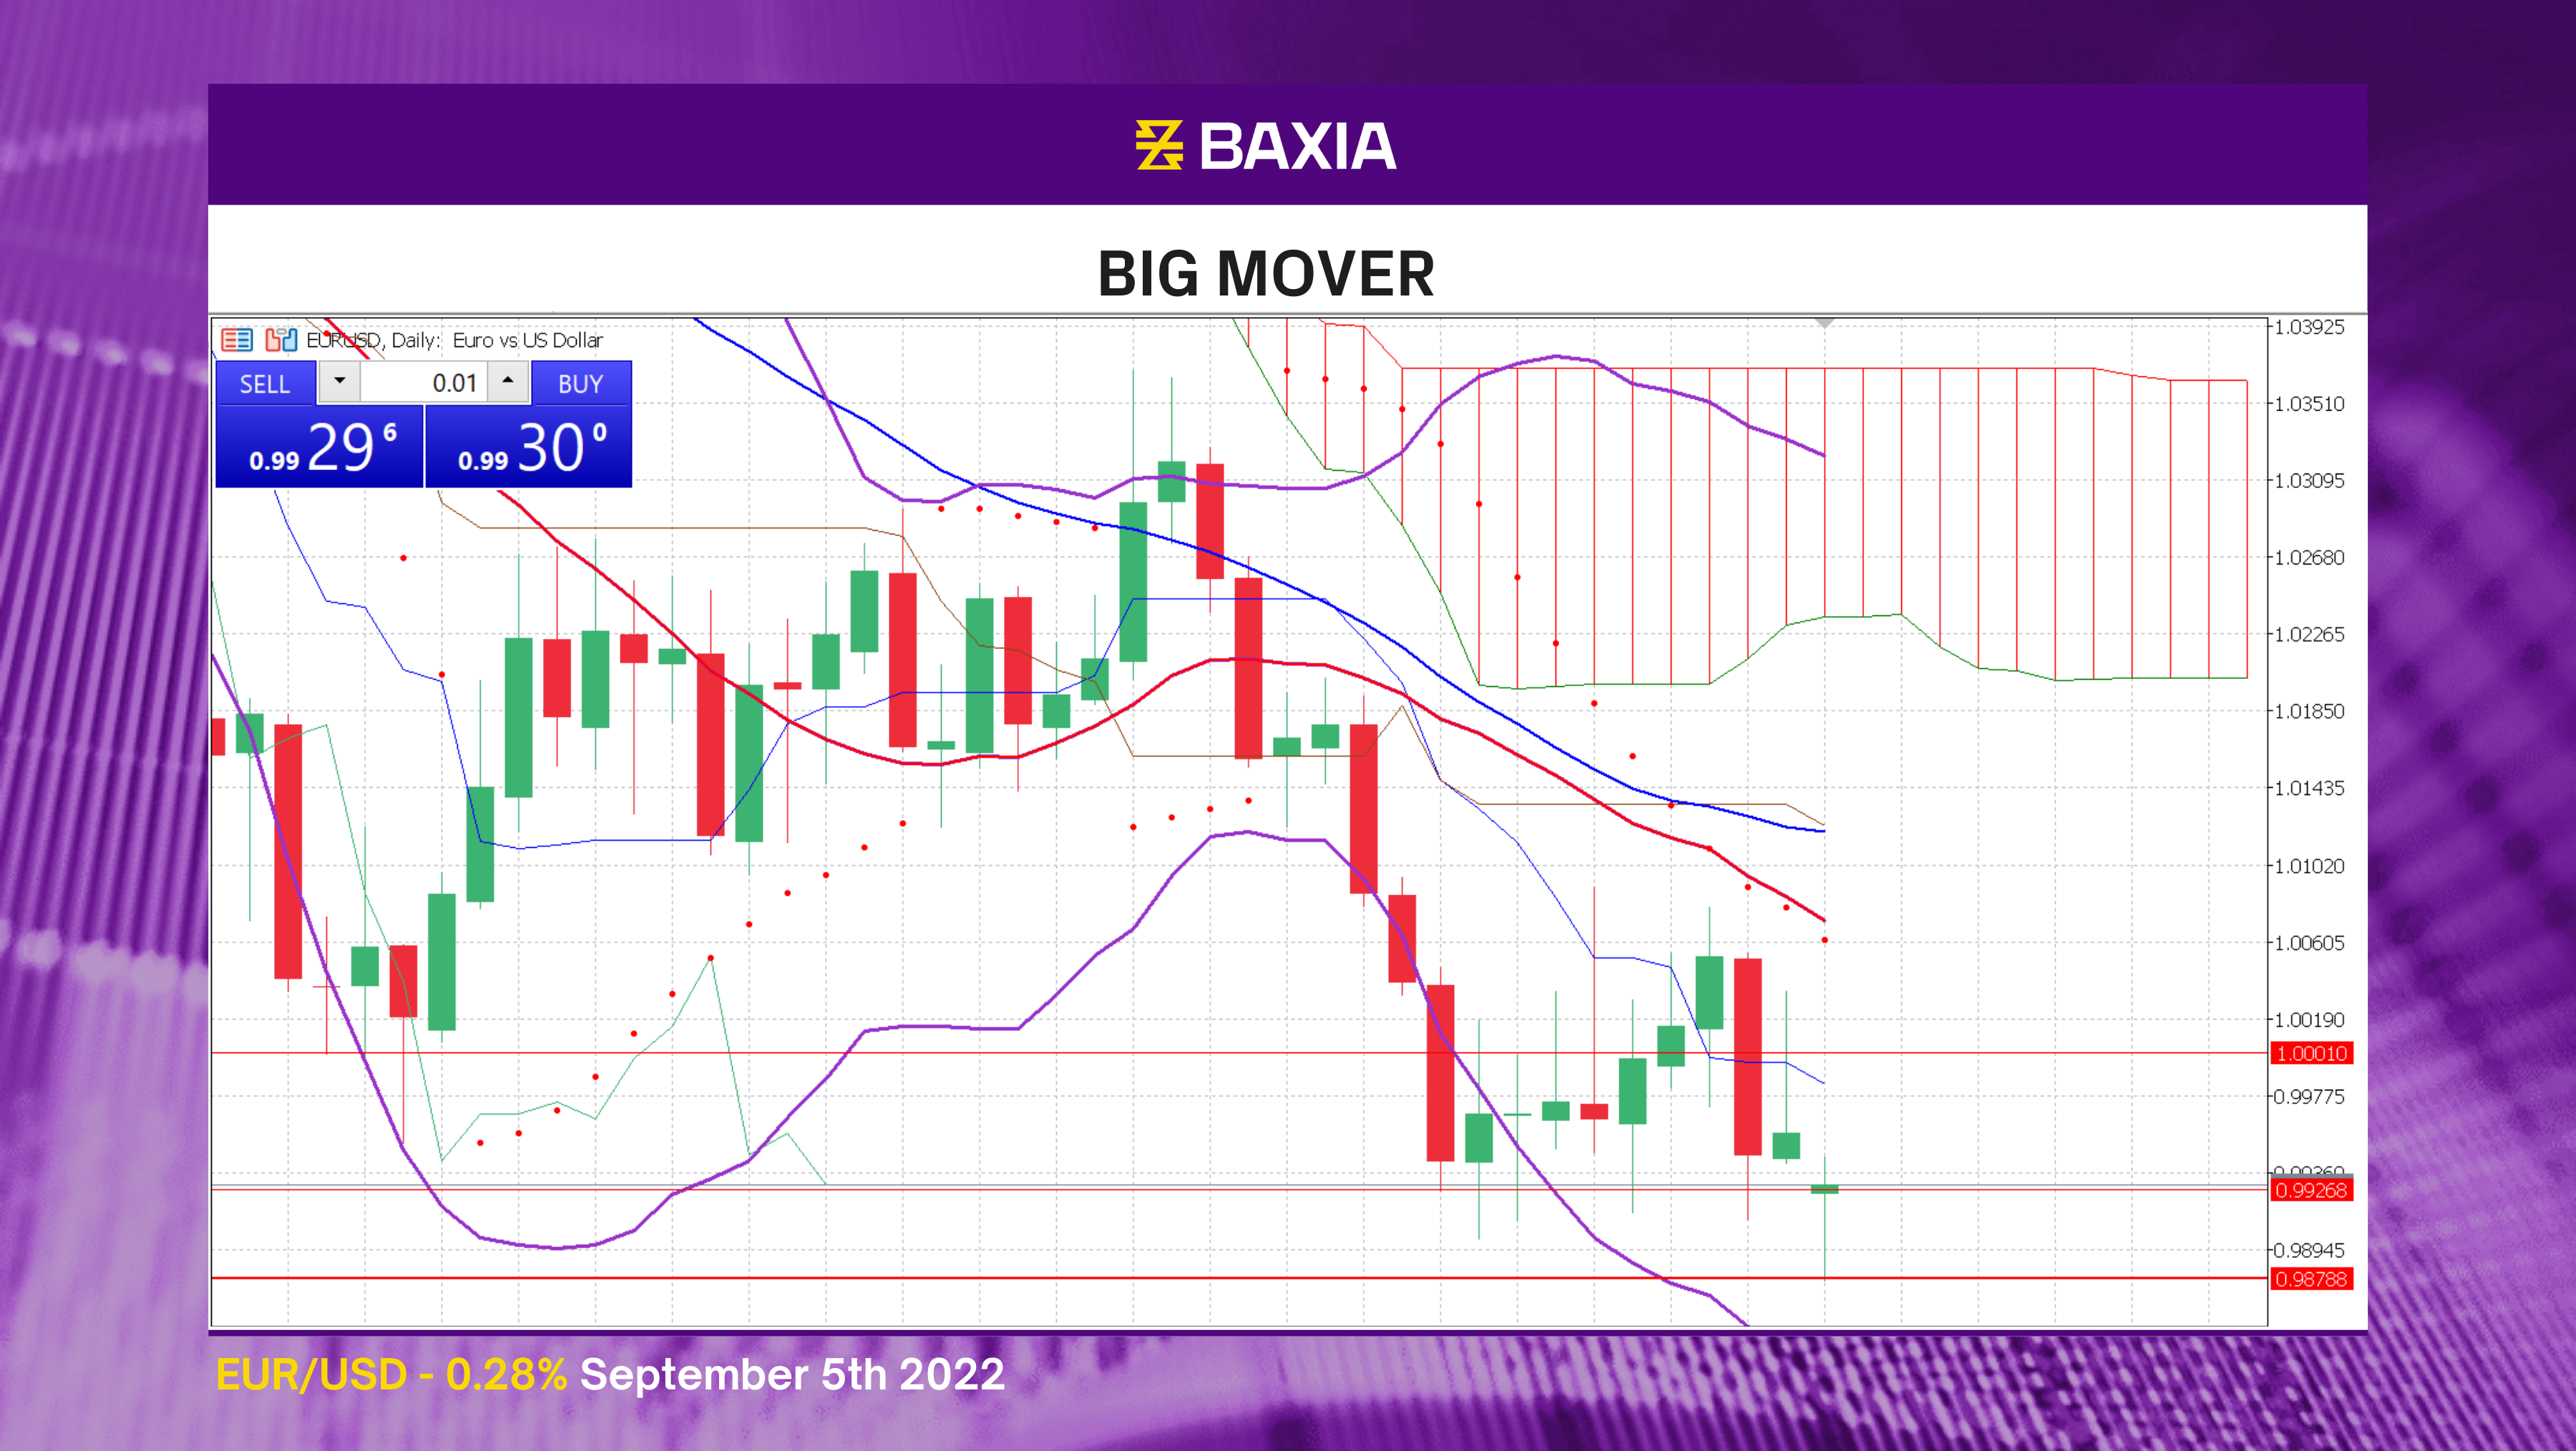 BAXIA
BIG MOVER
EURUSD, Daily: Euro vs US Dollar
SELL 0.01 BUY
0.99 29 6 0.99 30 0
1.03925
1.03510
1.03095
1.02680
1.02265
1.01850
1.01435
1.01020
1.00605
1.00190
1.00010
0.99775
0.99360
0.99268
0.98945
0.98788
EUR/USD - 0.28% September 5th 2022